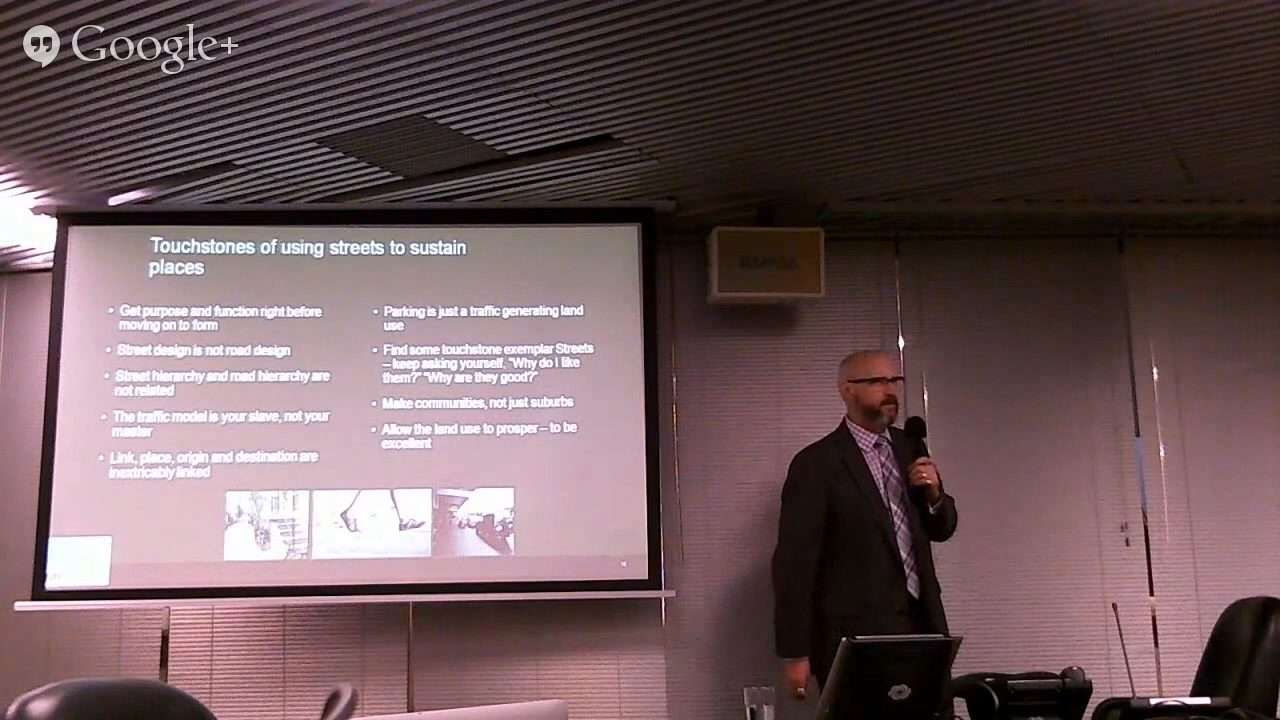 Google+
Touchstones of using streets to sustain
places
• Get purpose and function right before
moving on to form
• Street design is not road design
• Street hierarchy and road hierarchy are
not related
• The traffic model is your slave, not your
master
• Link, place, origin and destination are
inextricably linked
• Parking is just a traffic generating land
use
• Find some touchstone exemplar Streets
– keep asking yourself, "Why do I like
them?" "Why are they good?"
• Make communities, not just suburbs
• Allow the land use to prosper – to be
excellent